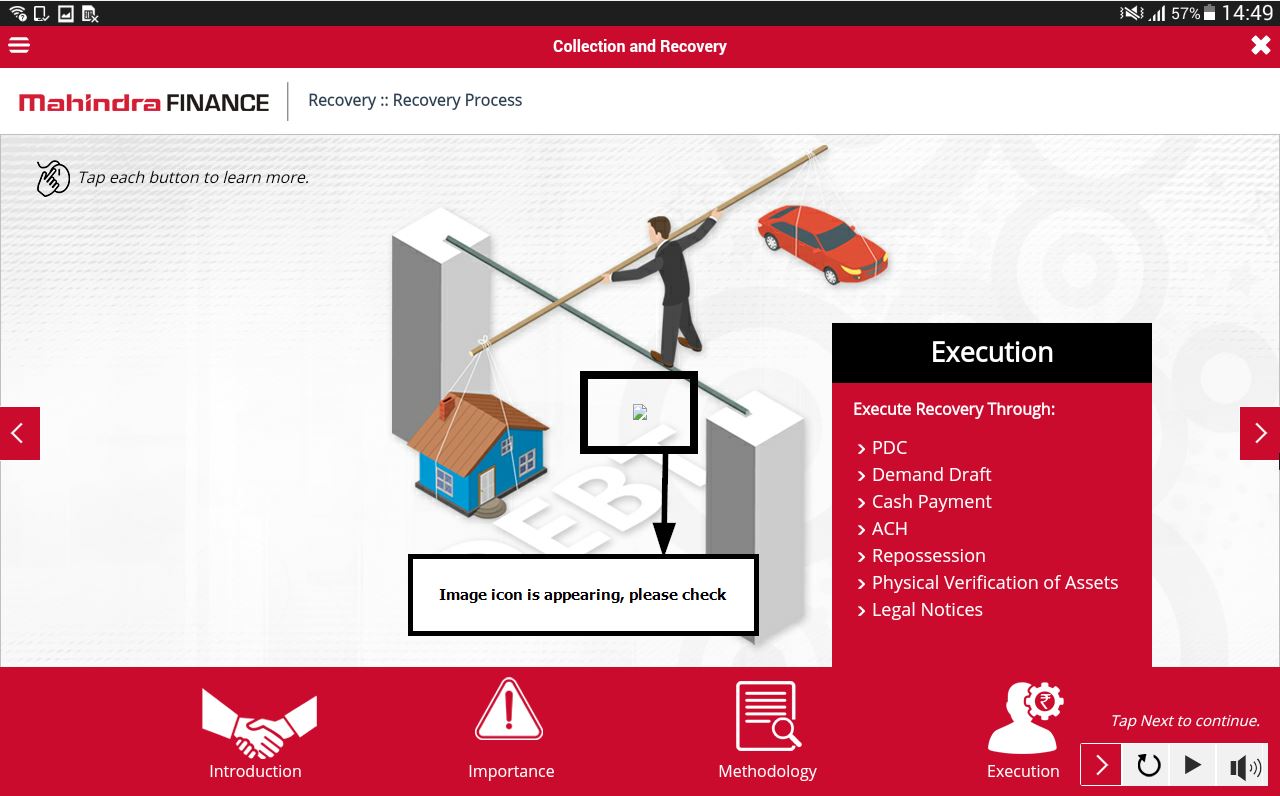 57% 14:49
Collection and Recovery
Mahindra FINANCE
Recovery :: Recovery Process
Tap each button to learn more.
Execution
Execute Recovery Through:
PDC
Demand Draft
Cash Payment
ACH
Repossession
Physical Verification of Assets
Legal Notices
DEBT
Image icon is appearing, please check
Introduction
Importance
Methodology
Execution
Tap Next to continue.